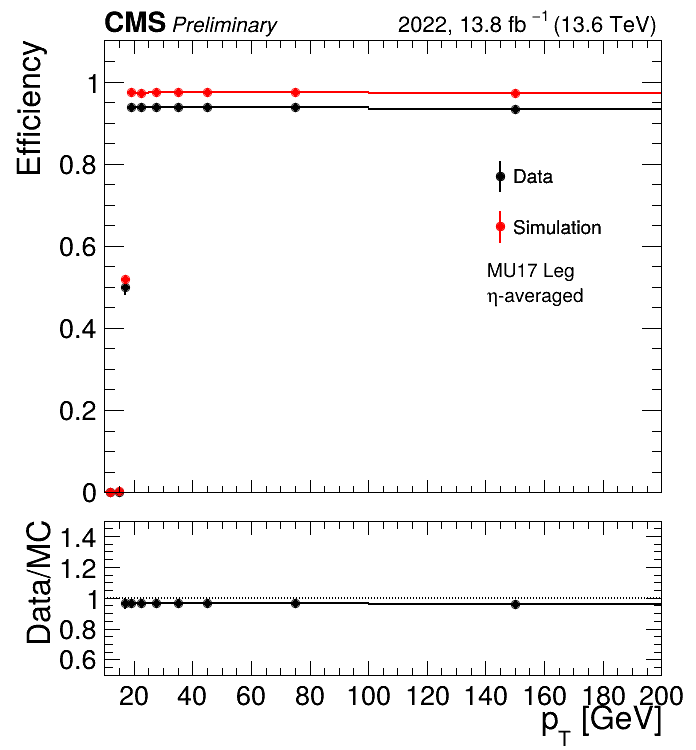 CMS Preliminary 2022, 13.8 fb⁻¹ (13.6 TeV)
Efficiency
1
0.8
0.6
0.4
0.2
0
Data
Simulation
MU17 Leg
η-averaged
Data/MC
1.4
1.2
1
0.8
0.6
20 40 60 80 100 120 140 160 180 200
p_T [GeV]